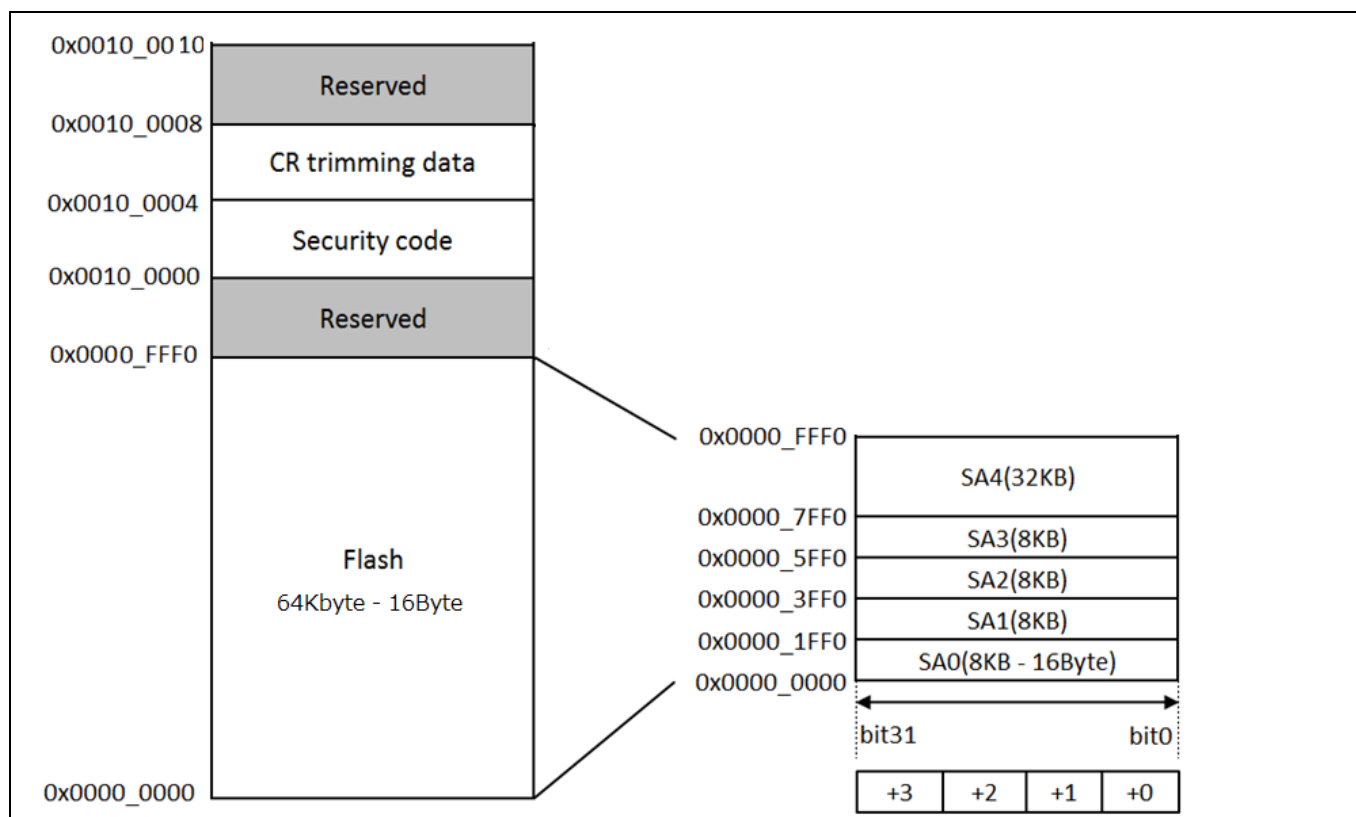 0x0010_0010
Reserved
0x0010_0008
CR trimming data
0x0010_0004
Security code
0x0010_0000
Reserved
0x0000_FFF0
Flash
64Kbyte - 16Byte
0x0000_0000
0x0000_FFF0
SA4(32KB)
0x0000_7FF0
SA3(8KB)
0x0000_5FF0
SA2(8KB)
0x0000_3FF0
SA1(8KB)
0x0000_1FF0
SA0(8KB - 16Byte)
0x0000_0000
bit31 bit0
+3 +2 +1 +0